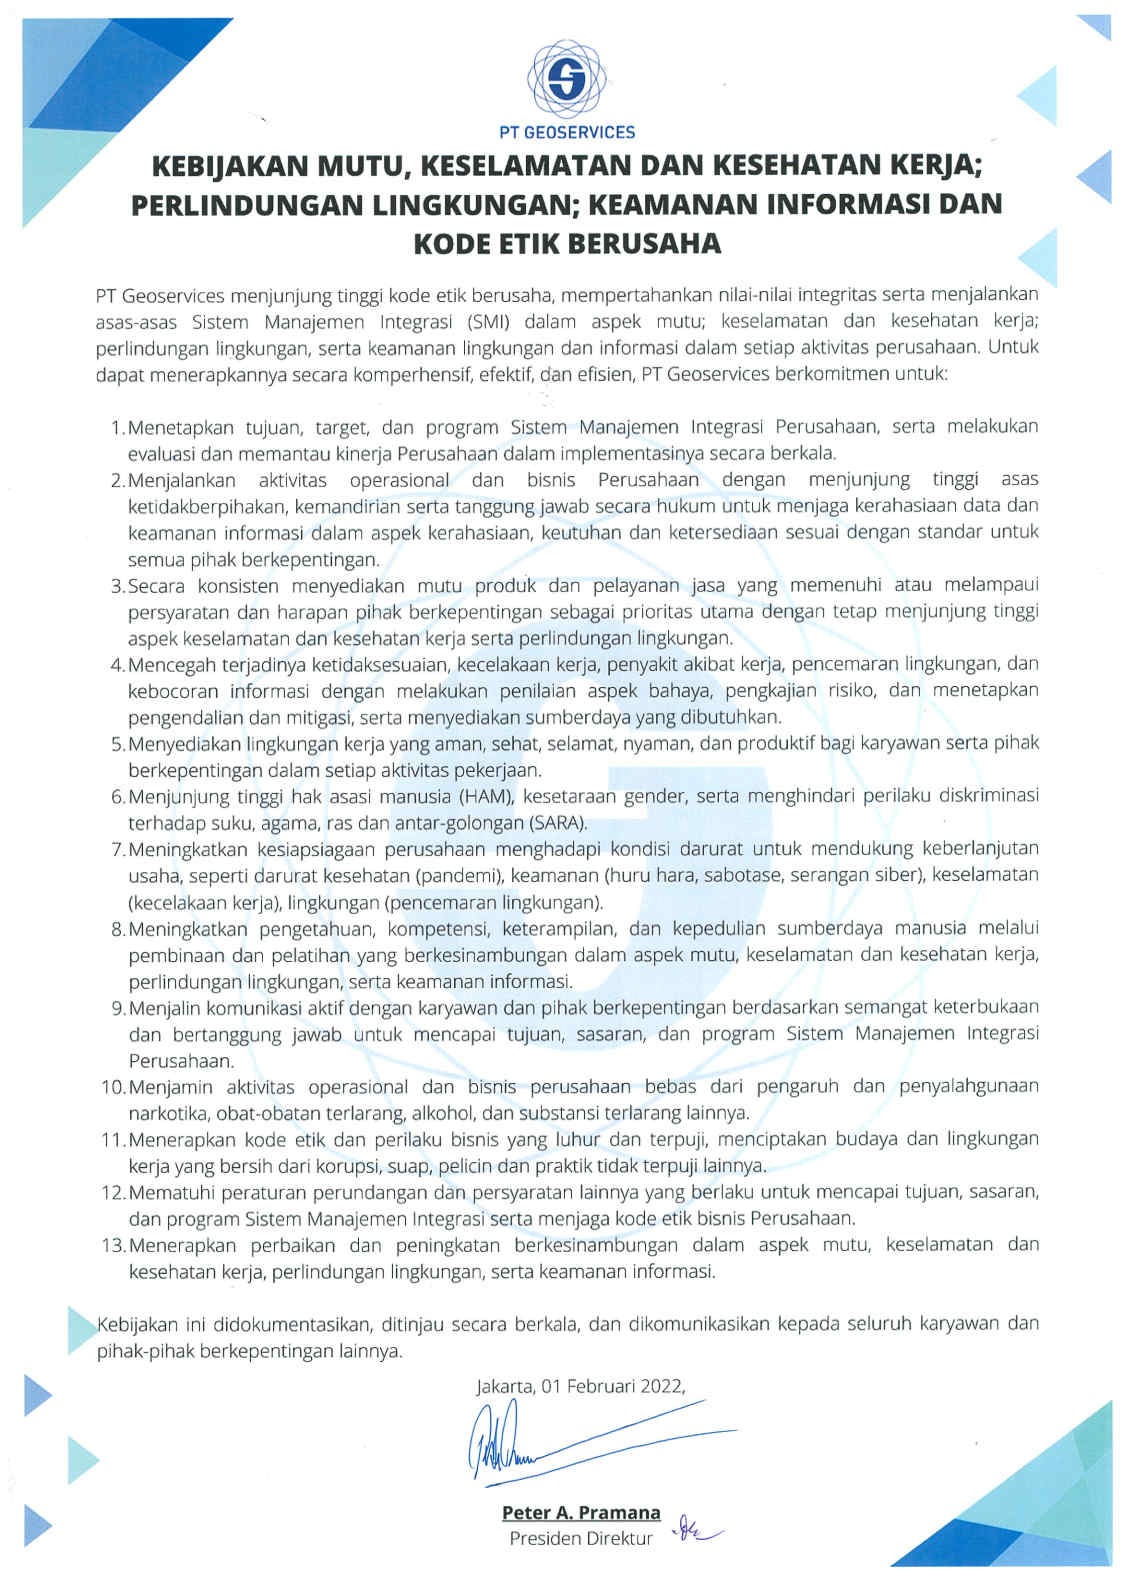 PT GEOSERVICES
KEBIJAKAN MUTU, KESELAMATAN DAN KESEHATAN KERJA;
PERLINDUNGAN LINGKUNGAN; KEAMANAN INFORMASI DAN
KODE ETIK BERUSAHA
PT Geoservices menjunjung tinggi kode etik berusaha, mempertahankan nilai-nilai integritas serta menjalankan
asas-asas Sistem Manajemen Integrasi (SMI) dalam aspek mutu; keselamatan dan kesehatan kerja;
perlindungan lingkungan, serta keamanan lingkungan dan informasi dalam setiap aktivitas perusahaan. Untuk
dapat menerapkannya secara komperhensif, efektif, dan efisien, PT Geoservices berkomitmen untuk:
1. Menetapkan tujuan, target, dan program Sistem Manajemen Integrasi Perusahaan, serta melakukan
evaluasi dan memantau kinerja Perusahaan dalam implementasinya secara berkala.
2. Menjalankan aktivitas operasional dan bisnis Perusahaan dengan menjunjung tinggi asas
ketidakberpihakan, kemandirian serta tanggung jawab secara hukum untuk menjaga kerahasiaan data dan
keamanan informasi dalam aspek kerahasiaan, keutuhan dan ketersediaan sesuai dengan standar untuk
semua pihak berkepentingan.
3. Secara konsisten menyediakan mutu produk dan pelayanan jasa yang memenuhi atau melampaui
persyaratan dan harapan pihak berkepentingan sebagai prioritas utama dengan tetap menjunjung tinggi
aspek keselamatan dan kesehatan kerja serta perlindungan lingkungan.
4. Mencegah terjadinya ketidaksesuaian, kecelakaan kerja, penyakit akibat kerja, pencemaran lingkungan, dan
kebocoran informasi dengan melakukan penilaian aspek bahaya, pengkajian risiko, dan menetapkan
pengendalian dan mitigasi, serta menyediakan sumberdaya yang dibutuhkan.
5. Menyediakan lingkungan kerja yang aman, sehat, selamat, nyaman, dan produktif bagi karyawan serta pihak
berkepentingan dalam setiap aktivitas pekerjaan.
6. Menjunjung tinggi hak asasi manusia (HAM), kesetaraan gender, serta menghindari perilaku diskriminasi
terhadap suku, agama, ras dan antar-golongan (SARA).
7. Meningkatkan kesiapsiagaan perusahaan menghadapi kondisi darurat untuk mendukung keberlanjutan
usaha, seperti darurat kesehatan (pandemi), keamanan (huru hara, sabotase, serangan siber), keselamatan
(kecelakaan kerja), lingkungan (pencemaran lingkungan).
8. Meningkatkan pengetahuan, kompetensi, keterampilan, dan kepedulian sumberdaya manusia melalui
pembinaan dan pelatihan yang berkesinambungan dalam aspek mutu, keselamatan dan kesehatan kerja,
perlindungan lingkungan, serta keamanan informasi.
9. Menjalin komunikasi aktif dengan karyawan dan pihak berkepentingan berdasarkan semangat keterbukaan
dan bertanggung jawab untuk mencapai tujuan, sasaran, dan program Sistem Manajemen Integrasi
Perusahaan.
10. Menjamin aktivitas operasional dan bisnis perusahaan bebas dari pengaruh dan penyalahgunaan
narkotika, obat-obatan terlarang, alkohol, dan substansi terlarang lainnya.
11. Menerapkan kode etik dan perilaku bisnis yang luhur dan terpuji, menciptakan budaya dan lingkungan
kerja yang bersih dari korupsi, suap, pelicin dan praktik tidak terpuji lainnya.
12. Mematuhi peraturan perundangan dan persyaratan lainnya yang berlaku untuk mencapai tujuan, sasaran,
dan program Sistem Manajemen Integrasi serta menjaga kode etik bisnis Perusahaan.
13. Menerapkan perbaikan dan peningkatan berkesinambungan dalam aspek mutu, keselamatan dan
kesehatan kerja, perlindungan lingkungan, serta keamanan informasi.
Kebijakan ini didokumentasikan, ditinjau secara berkala, dan dikomunikasikan kepada seluruh karyawan dan
pihak-pihak berkepentingan lainnya.
Jakarta, 01 Februari 2022,
Peter A. Pramana
Presiden Direktur